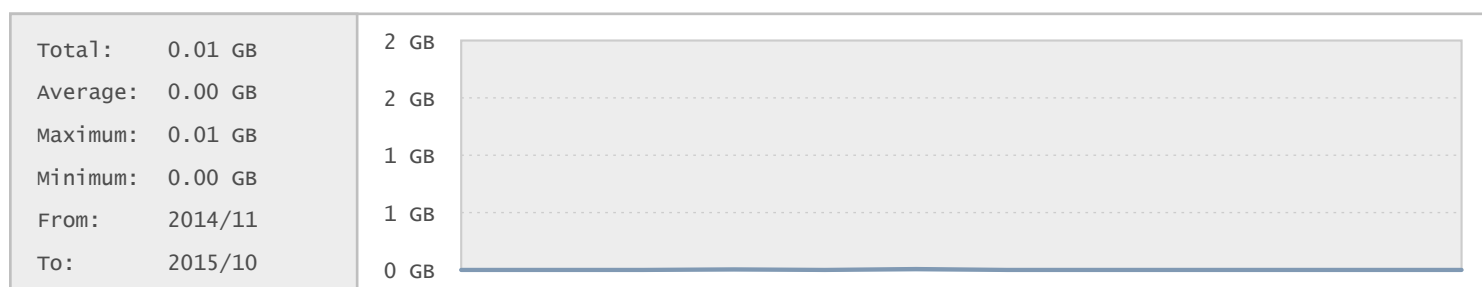 Total: 0.01 GB
Average: 0.00 GB
Maximum: 0.01 GB
Minimum: 0.00 GB
From: 2014/11
To: 2015/10
2 GB
2 GB
1 GB
1 GB
0 GB